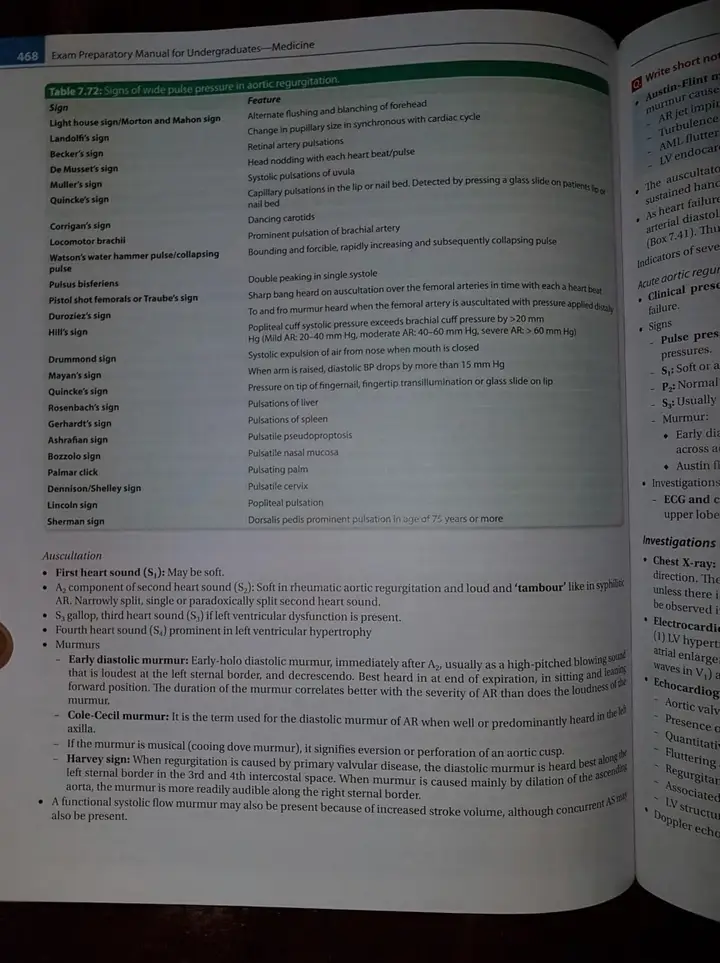 468 Exam Preparatory Manual for Undergraduates—Medicine
Table 7.72: Signs of wide pulse pressure in aortic regurgitation.
Sign Feature
Light house sign/Morton and Mahon sign Alternate flushing and blanching of forehead
Landolfi's sign Change in pupillary size in synchronous with cardiac cycle
Becker's sign Retinal artery pulsations
De Musset's sign Head nodding with each heart beat/pulse
Muller's sign Systolic pulsations of uvula
Quincke's sign Capillary pulsations in the lip or nail bed. Detected by pressing a glass slide on patients lip or
nail bed
Corrigan's sign Dancing carotids
Locomotor brachii Prominent pulsation of brachial artery
Watson's water hammer pulse/collapsing Bounding and forcible, rapidly increasing and subsequently collapsing pulse
pulse
Pulsus bisferiens Double peaking in single systole
Pistol shot femorals or Traube's sign Sharp bang heard on auscultation over the femoral arteries in time with each a heart beat
Duroziez's sign To and fro murmur heard when the femoral artery is auscultated with pressure applied distally
Hill's sign Popliteal cuff systolic pressure exceeds brachial cuff pressure by >20 mm
Hg (Mild AR: 20–40 mm Hg, moderate AR: 40–60 mm Hg, severe AR: > 60 mm Hg)
Drummond sign Systolic expulsion of air from nose when mouth is closed
Mayan's sign When arm is raised, diastolic BP drops by more than 15 mm Hg
Quincke's sign Pressure on tip of fingernail, fingertip transillumination or glass slide on lip
Rosenbach's sign Pulsations of liver
Gerhardt's sign Pulsations of spleen
Ashrafian sign Pulsatile pseudoproptosis
Bozzolo sign Pulsatile nasal mucosa
Palmar click Pulsating palm
Dennison/Shelley sign Pulsatile cervix
Lincoln sign Popliteal pulsation
Sherman sign Dorsalis pedis prominent pulsation in age of 75 years or more
Auscultation
• First heart sound (S1): May be soft.
• A2 component of second heart sound (S2): Soft in rheumatic aortic regurgitation and loud and 'tambour' like in syphilitic
AR. Narrowly split, single or paradoxically split second heart sound.
• S3 gallop, third heart sound (S3) if left ventricular dysfunction is present.
• Fourth heart sound (S4) prominent in left ventricular hypertrophy
• Murmurs
– Early diastolic murmur: Early-holo diastolic murmur, immediately after A2, usually as a high-pitched blowing sound
that is loudest at the left sternal border, and decrescendo. Best heard in at end of expiration, in sitting and leaning
forward position. The duration of the murmur correlates better with the severity of AR than does the loudness of the
murmur.
– Cole-Cecil murmur: It is the term used for the diastolic murmur of AR when well or predominantly heard in the left
axilla.
– If the murmur is musical (cooing dove murmur), it signifies eversion or perforation of an aortic cusp.
– Harvey sign: When regurgitation is caused by primary valvular disease, the diastolic murmur is heard best along the
left sternal border in the 3rd and 4th intercostal space. When murmur is caused mainly by dilation of the ascending
aorta, the murmur is more readily audible along the right sternal border.
• A functional systolic flow murmur may also be present because of increased stroke volume, although concurrent AS may
also be present.
Q Write short
• Austin-Flint
murmur
– AR jet
– Turbulence
– AML flutter
– LV
• The
sustained
• As heart failure
arterial
(Box 7.41).
Indicators of
Acute aortic
• Clinical
failure.
• Signs
– Pulse
pressures.
– S1: Soft or
– P2: Normal
– S3: Usually
– Murmur:
♦ Early
across
♦ Austin
• Investigations
– ECG and
upper
Investigations
• Chest X-ray:
direction. The
unless there
be observed
•
(1) LV
atrial
waves in V1)
•
– Aortic
– Presence
–
– Fluttering
–
– Associated
– LV
• Doppler